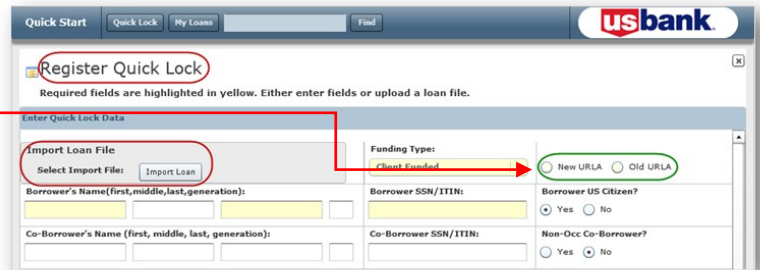 Quick Start Quick Lock My Loans Find usbank.
Register Quick Lock
Required fields are highlighted in yellow. Either enter fields or upload a loan file.
Enter Quick Lock Data
Import Loan File Funding Type:
Select Import File: Import Loan Client Funded New URLA Old URLA
Borrower's Name(first,middle,last,generation): Borrower SSN/ITIN: Borrower US Citizen?
Yes No
Co-Borrower's Name (first, middle, last, generation): Co-Borrower SSN/ITIN: Non-Occ Co-Borrower?
Yes No